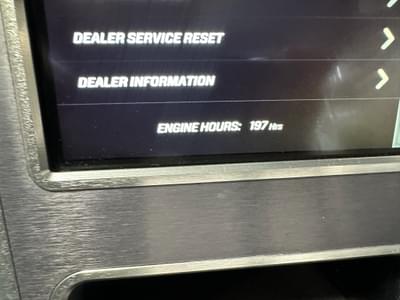 DEALER SERVICE RESET
DEALER INFORMATION
ENGINE HOURS: 197 Hrs